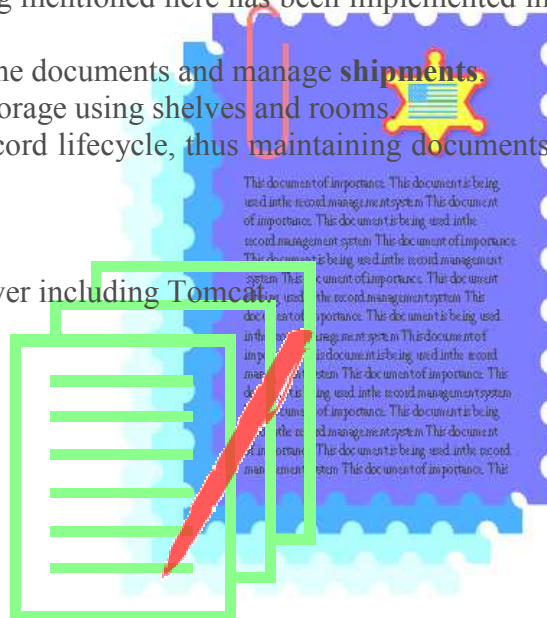 g mentioned here has been implemented in
ne documents and manage shipments.
orage using shelves and rooms.
cord lifecycle, thus maintaining documents
ver including Tomcat.
This document of importance. This document is being
used in the record management system This document
of importance. This document is being used in the
record management system This document of importance.
This document is being used in the record management
system This document of importance. This document
being used in the record management system This
document of importance. This document is being used
in the management system This document of
This document is being used in the record
system This document of importance. This
being used in the record management system
of importance. This document is being
the record management system This document
importance. This document is being used in the record
management system This document of importance. This